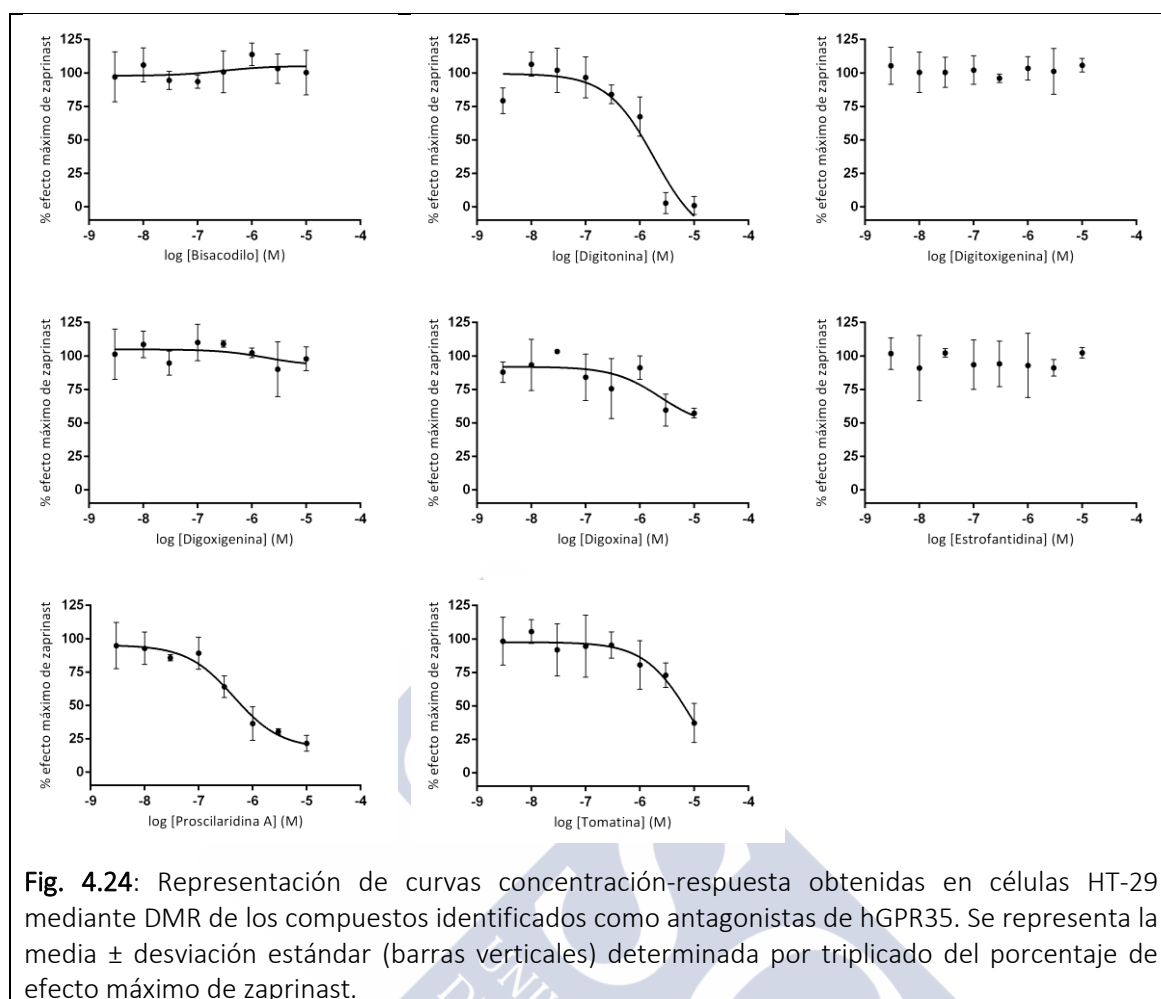 % efecto máximo de zaprinast
125
100
75
50
25
0
-9 -8 -7 -6 -5 -4
log [Bisacodilo] (M)
% efecto máximo de zaprinast
125
100
75
50
25
0
-9 -8 -7 -6 -5 -4
log [Digitonina] (M)
% efecto máximo de zaprinast
125
100
75
50
25
0
-9 -8 -7 -6 -5 -4
log [Digitoxigenina] (M)
% efecto máximo de zaprinast
125
100
75
50
25
0
-9 -8 -7 -6 -5 -4
log [Digoxigenina] (M)
% efecto máximo de zaprinast
125
100
75
50
25
0
-9 -8 -7 -6 -5 -4
log [Digoxina] (M)
% efecto máximo de zaprinast
125
100
75
50
25
0
-9 -8 -7 -6 -5 -4
log [Estrofantidina] (M)
% efecto máximo de zaprinast
125
100
75
50
25
0
-9 -8 -7 -6 -5 -4
log [Proscilaridina A] (M)
% efecto máximo de zaprinast
125
100
75
50
25
0
-9 -8 -7 -6 -5 -4
log [Tomatina] (M)
Fig. 4.24: Representación de curvas concentración-respuesta obtenidas en células HT-29
mediante DMR de los compuestos identificados como antagonistas de hGPR35. Se representa la
media ± desviación estándar (barras verticales) determinada por triplicado del porcentaje de
efecto máximo de zaprinast.